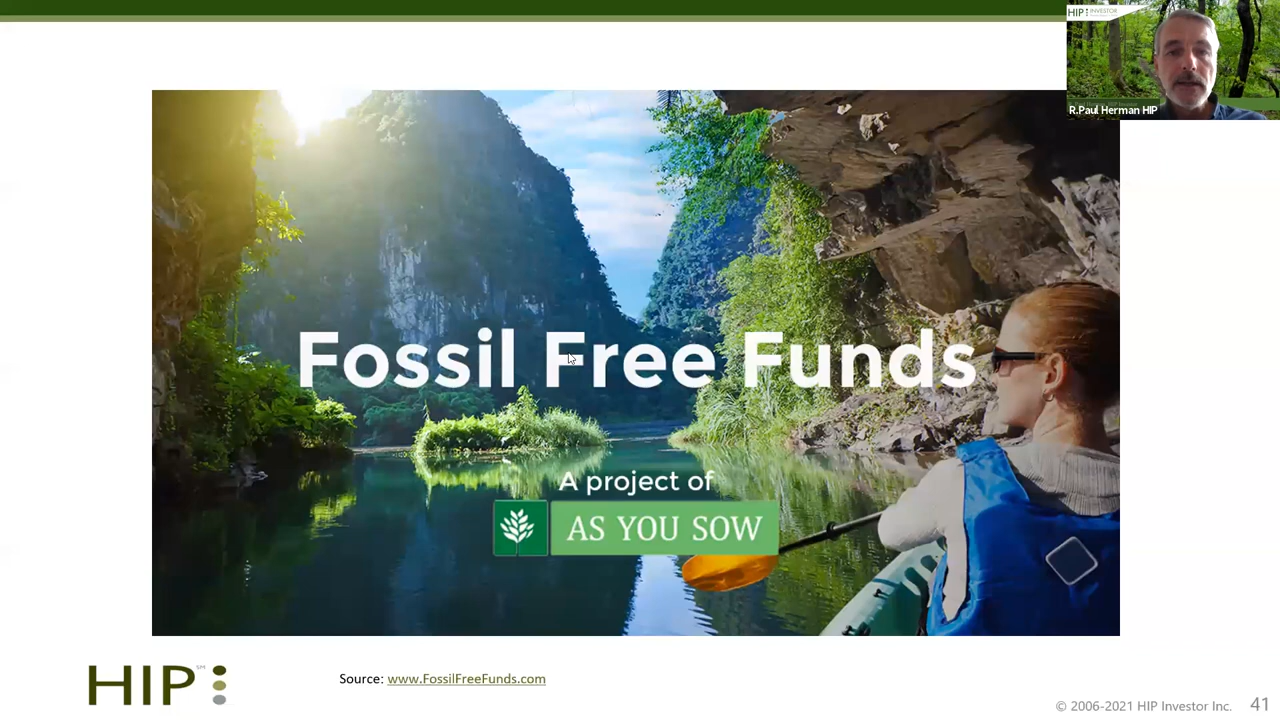 HIP INVESTOR
R.Paul Herman HIP
Fossil Free Funds
A project of
AS YOU SOW
HIP SM
Source: www.FossilFreeFunds.com
© 2006-2021 HIP Investor Inc. 41